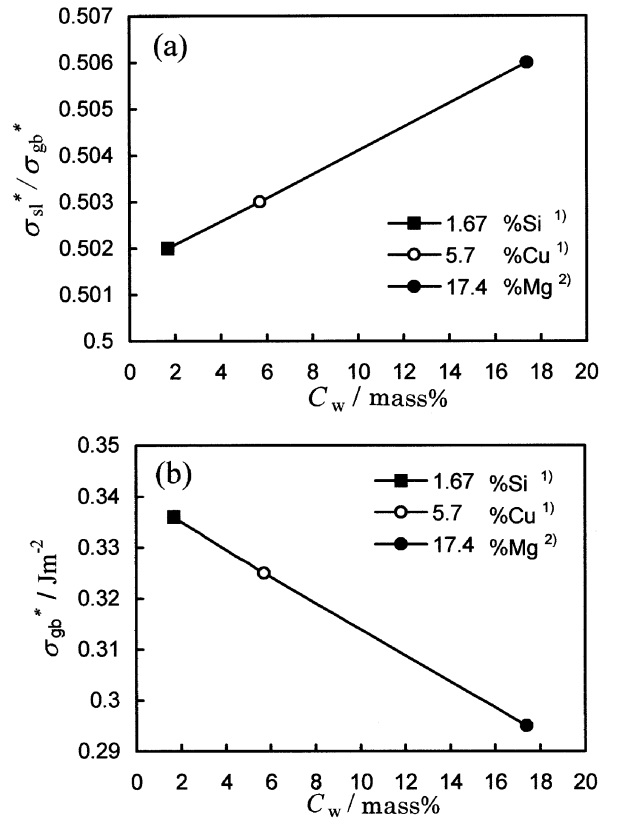 (a)
0.507
0.506
0.505
0.504
0.503
0.502
0.501
0.5
σsl* / σgb*
1.67 %Si 1)
5.7 %Cu 1)
17.4 %Mg 2)
0 2 4 6 8 10 12 14 16 18 20
Cw / mass%
(b)
0.35
0.34
0.33
0.32
0.31
0.3
0.29
σgb* / Jm-2
1.67 %Si 1)
5.7 %Cu 1)
17.4 %Mg 2)
0 2 4 6 8 10 12 14 16 18 20
Cw / mass%